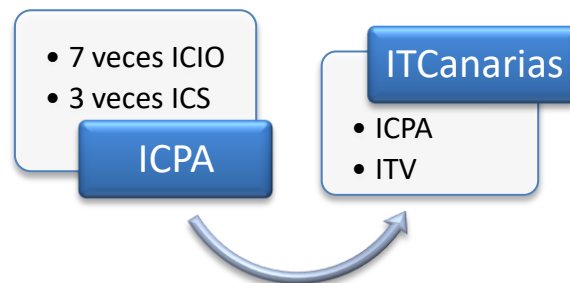 • 7 veces ICIO
• 3 veces ICS
ICPA
ITCanarias
• ICPA
• ITV